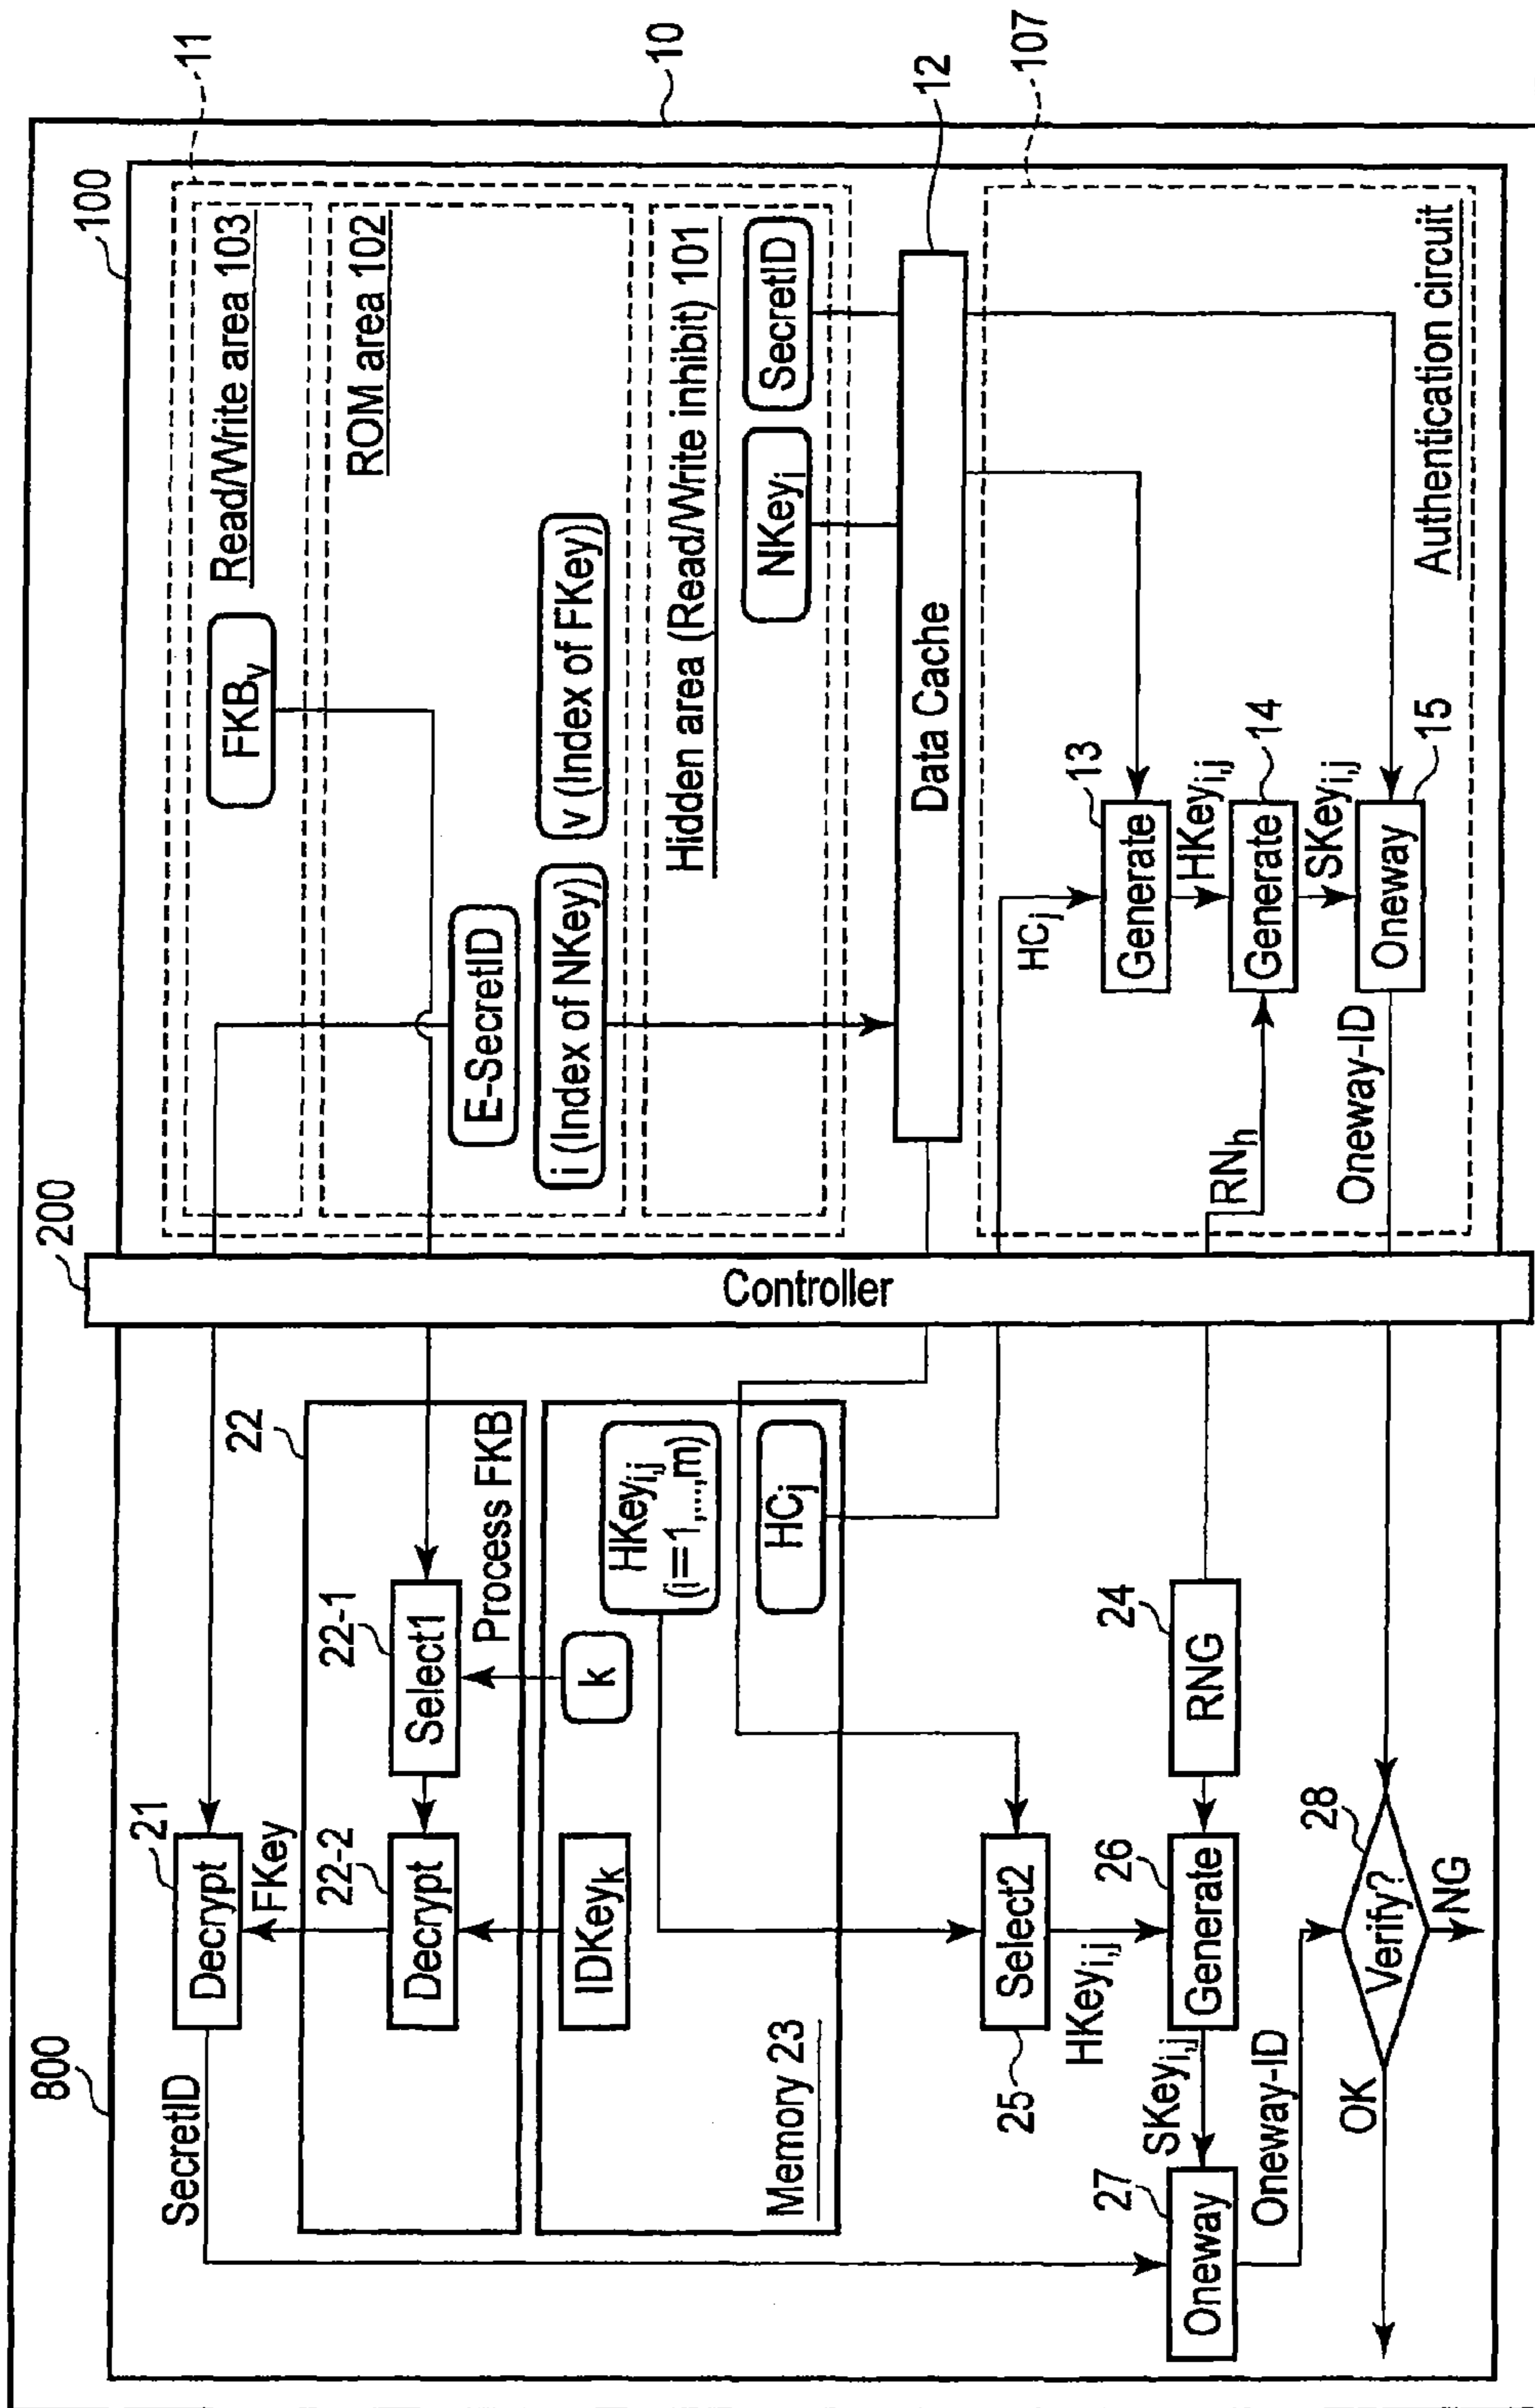 800
21
Decrypt
SecretID
FKey
22
22-1
Select1
22-2
Decrypt
Process FKB
k
IDKeyₖ
HKeyᵢ,ⱼ
(i=1,...,m)
HCⱼ
Memory 23
Select2
25
HKeyᵢ,ⱼ
24
RNG
26
Generate
SKeyᵢ,ⱼ
27
Oneway
Oneway-ID
28
Verify?
OK
NG
200
Controller
100
11
10
Read/Write area 103
FKBᵥ
ROM area 102
E-SecretID
i (Index of NKey)
v (Index of FKey)
Hidden area (Read/Write inhibit) 101
NKeyᵢ
SecretID
12
Data Cache
107
HCⱼ
13
Generate
HKeyᵢ,ⱼ
RNₕ
14
Generate
SKeyᵢ,ⱼ
15
Oneway
Oneway-ID
Authentication circuit